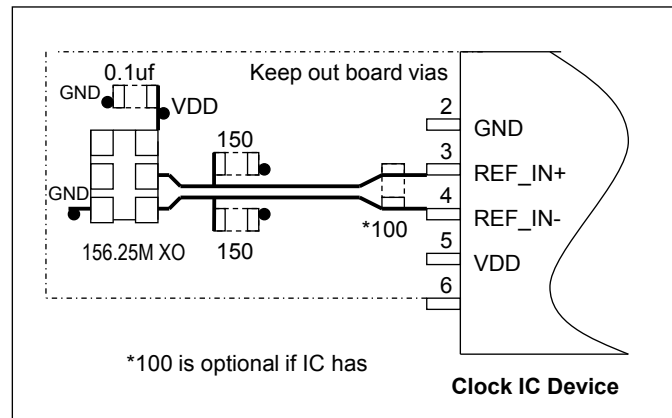 0.1uf
Keep out board vias
GND
VDD
2
GND
150
3
REF_IN+
GND
4
REF_IN-
*100
156.25M XO
150
5
VDD
6
*100 is optional if IC has
Clock IC Device